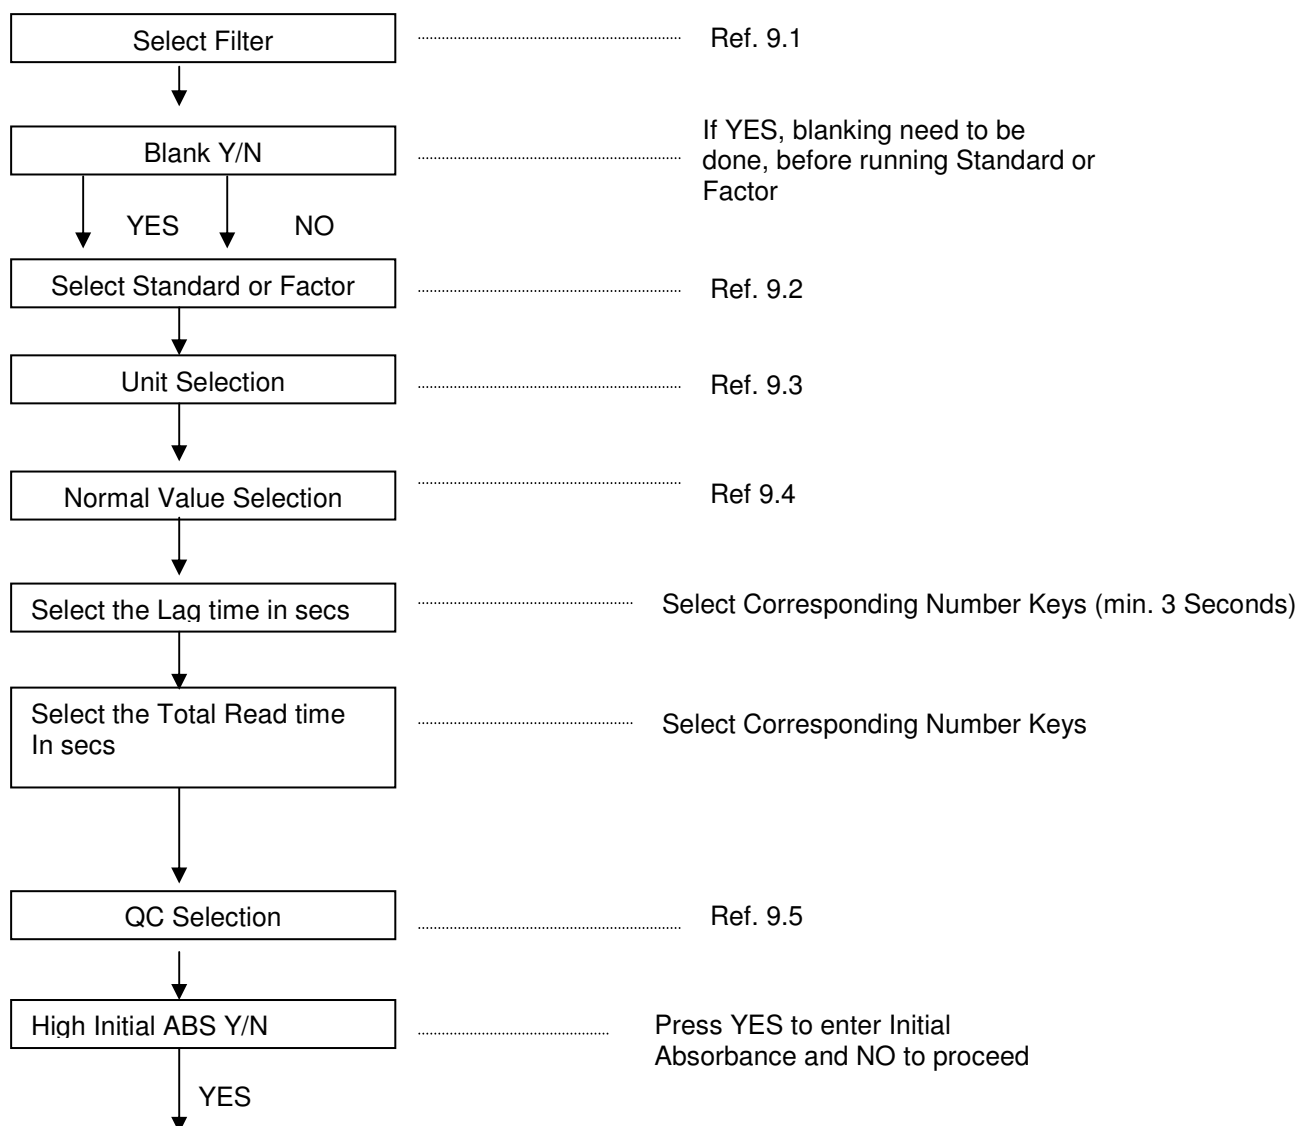 Select Filter
Ref. 9.1
Blank Y/N
If YES, blanking need to be
done, before running Standard or
Factor
YES NO
Select Standard or Factor
Ref. 9.2
Unit Selection
Ref. 9.3
Normal Value Selection
Ref 9.4
Select the Lag time in secs
Select Corresponding Number Keys (min. 3 Seconds)
Select the Total Read time
In secs
Select Corresponding Number Keys
QC Selection
Ref. 9.5
High Initial ABS Y/N
Press YES to enter Initial
Absorbance and NO to proceed
YES